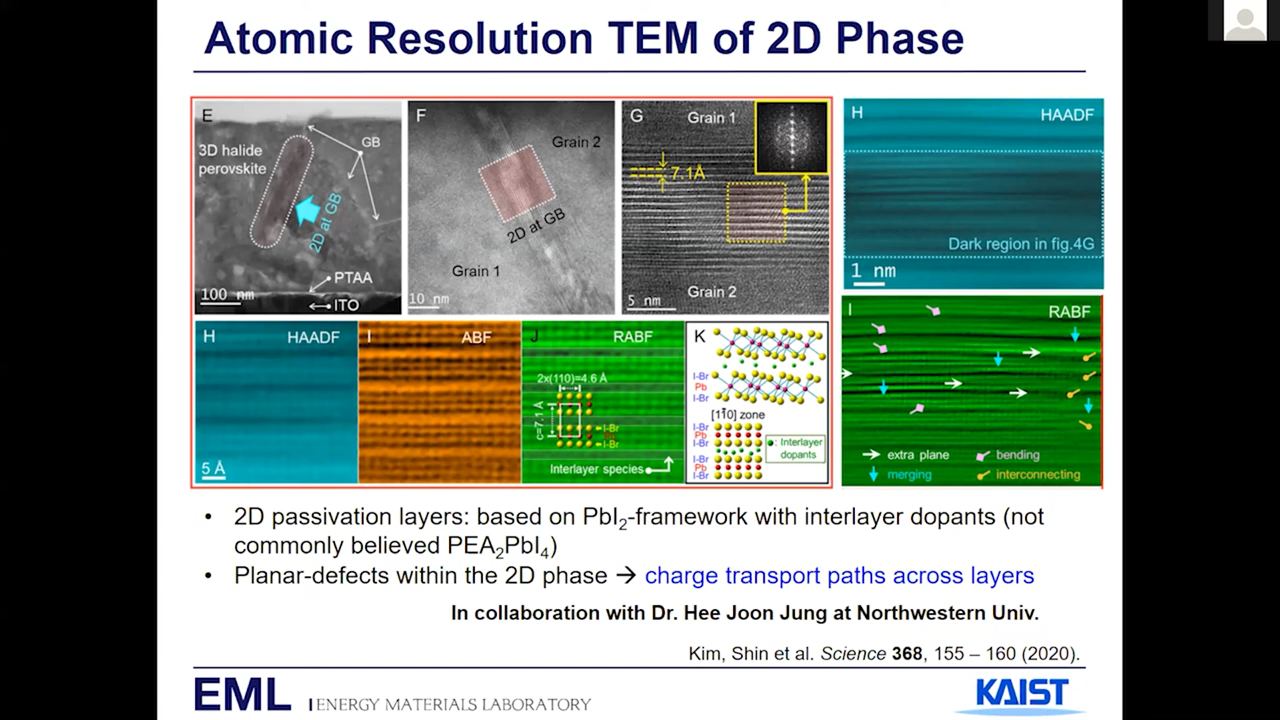 Atomic Resolution TEM of 2D Phase
E
3D halide
perovskite
GB
2D at GB
PTAA
ITO
100 nm
F
Grain 2
2D at GB
Grain 1
10 nm
G
Grain 1
7.1Å
5 nm
Grain 2
H
HAADF
Dark region in fig.4G
1 nm
H
HAADF
5 Å
I
ABF
J
RABF
2x(110)=4.6 Å
c=7.1 Å
I-Br
I-Br
Interlayer species
K
I-Br
Pb
I-Br
[11̄0] zone
I-Br
Pb
I-Br
I-Br
Pb
I-Br
: Interlayer
dopants
I
RABF
extra plane
bending
merging
interconnecting
• 2D passivation layers: based on PbI₂-framework with interlayer dopants (not
commonly believed PEA₂PbI₄)
• Planar-defects within the 2D phase → charge transport paths across layers
In collaboration with Dr. Hee Joon Jung at Northwestern Univ.
Kim, Shin et al. Science 368, 155 – 160 (2020).
EML | ENERGY MATERIALS LABORATORY
KAIST